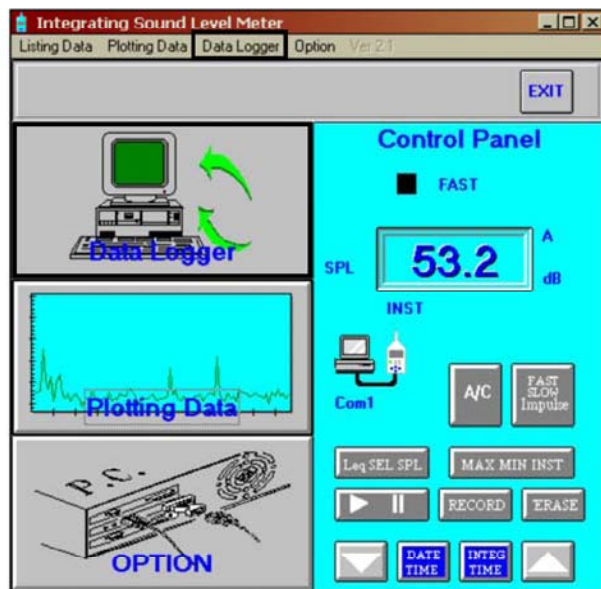 Integrating Sound Level Meter
Listing Data Plotting Data Data Logger Option Ver 2.1
EXIT
Data Logger
Plotting Data
P.C.
OPTION
Control Panel
FAST
SPL 53.2 A dB
INST
Com1
A/C
FAST
SLOW
Impulse
Leq SEL SPL MAX MIN INST
RECORD ERASE
DATE
TIME
INTEG
TIME